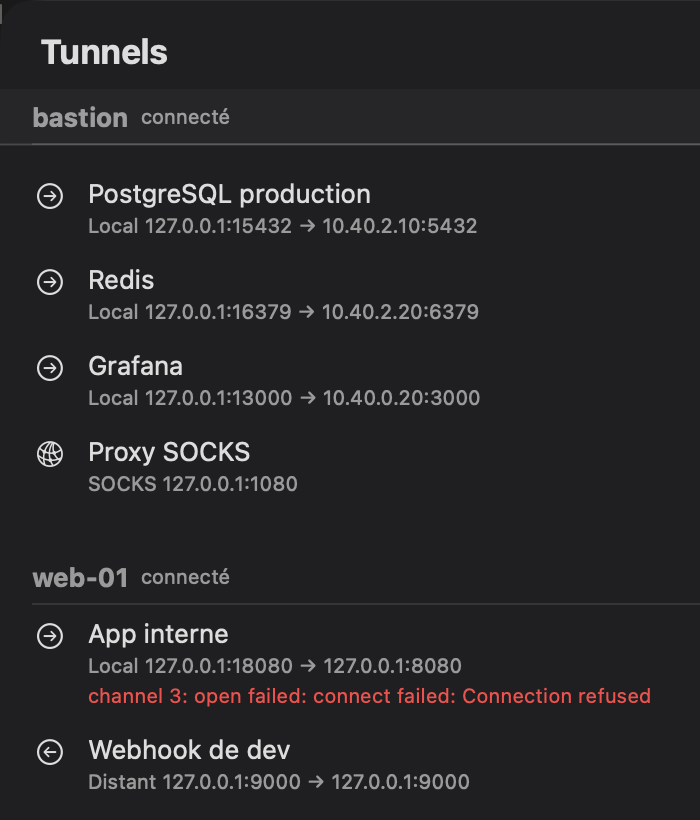 Tunnels
bastion connecté
PostgreSQL production
Local 127.0.0.1:15432 → 10.40.2.10:5432
Redis
Local 127.0.0.1:16379 → 10.40.2.20:6379
Grafana
Local 127.0.0.1:13000 → 10.40.0.20:3000
Proxy SOCKS
SOCKS 127.0.0.1:1080
web-01 connecté
App interne
Local 127.0.0.1:18080 → 127.0.0.1:8080
channel 3: open failed: connect failed: Connection refused
Webhook de dev
Distant 127.0.0.1:9000 → 127.0.0.1:9000